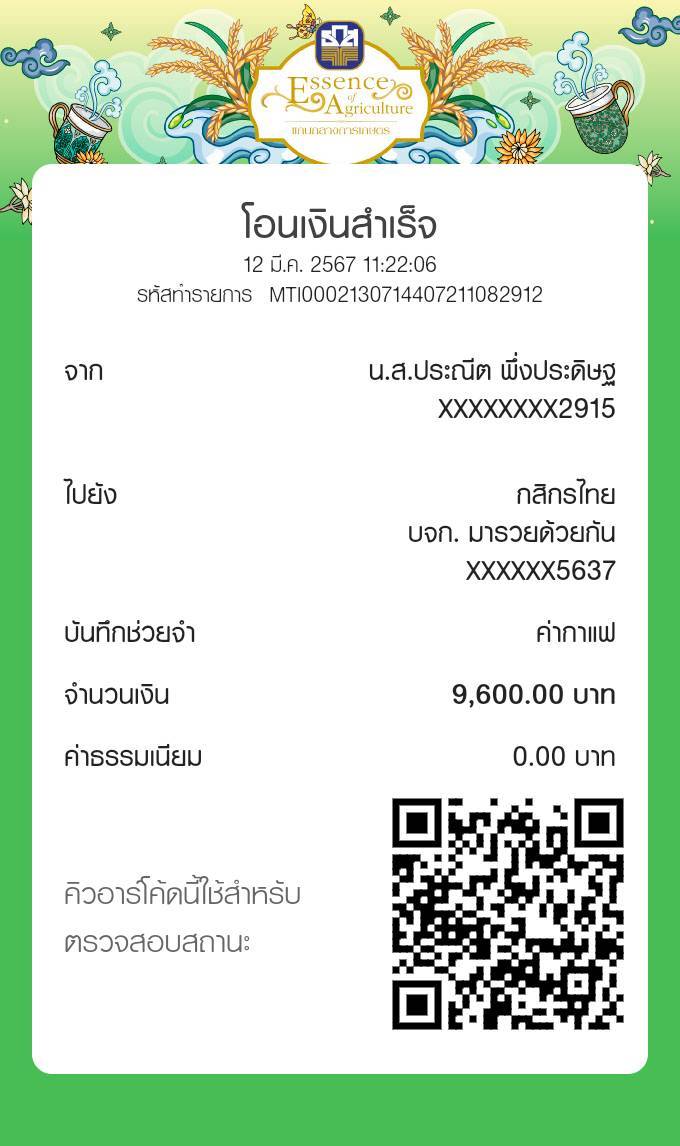 ธกส
Essence
of
Agriculture
แก่นกลางการเกษตร
โอนเงินสำเร็จ
12 มี.ค. 2567 11:22:06
รหัสทำรายการ MTI0002130714407211082912
จาก น.ส.ประณีต พึ่งประดิษฐ
XXXXXXXX2915
ไปยัง กสิกรไทย
บจก. มารวยด้วยกัน
XXXXXX5637
บันทึกช่วยจำ ค่ากาแฟ
จำนวนเงิน 9,600.00 บาท
ค่าธรรมเนียม 0.00 บาท
คิวอาร์โค้ดนี้ใช้สำหรับ
ตรวจสอบสถานะ